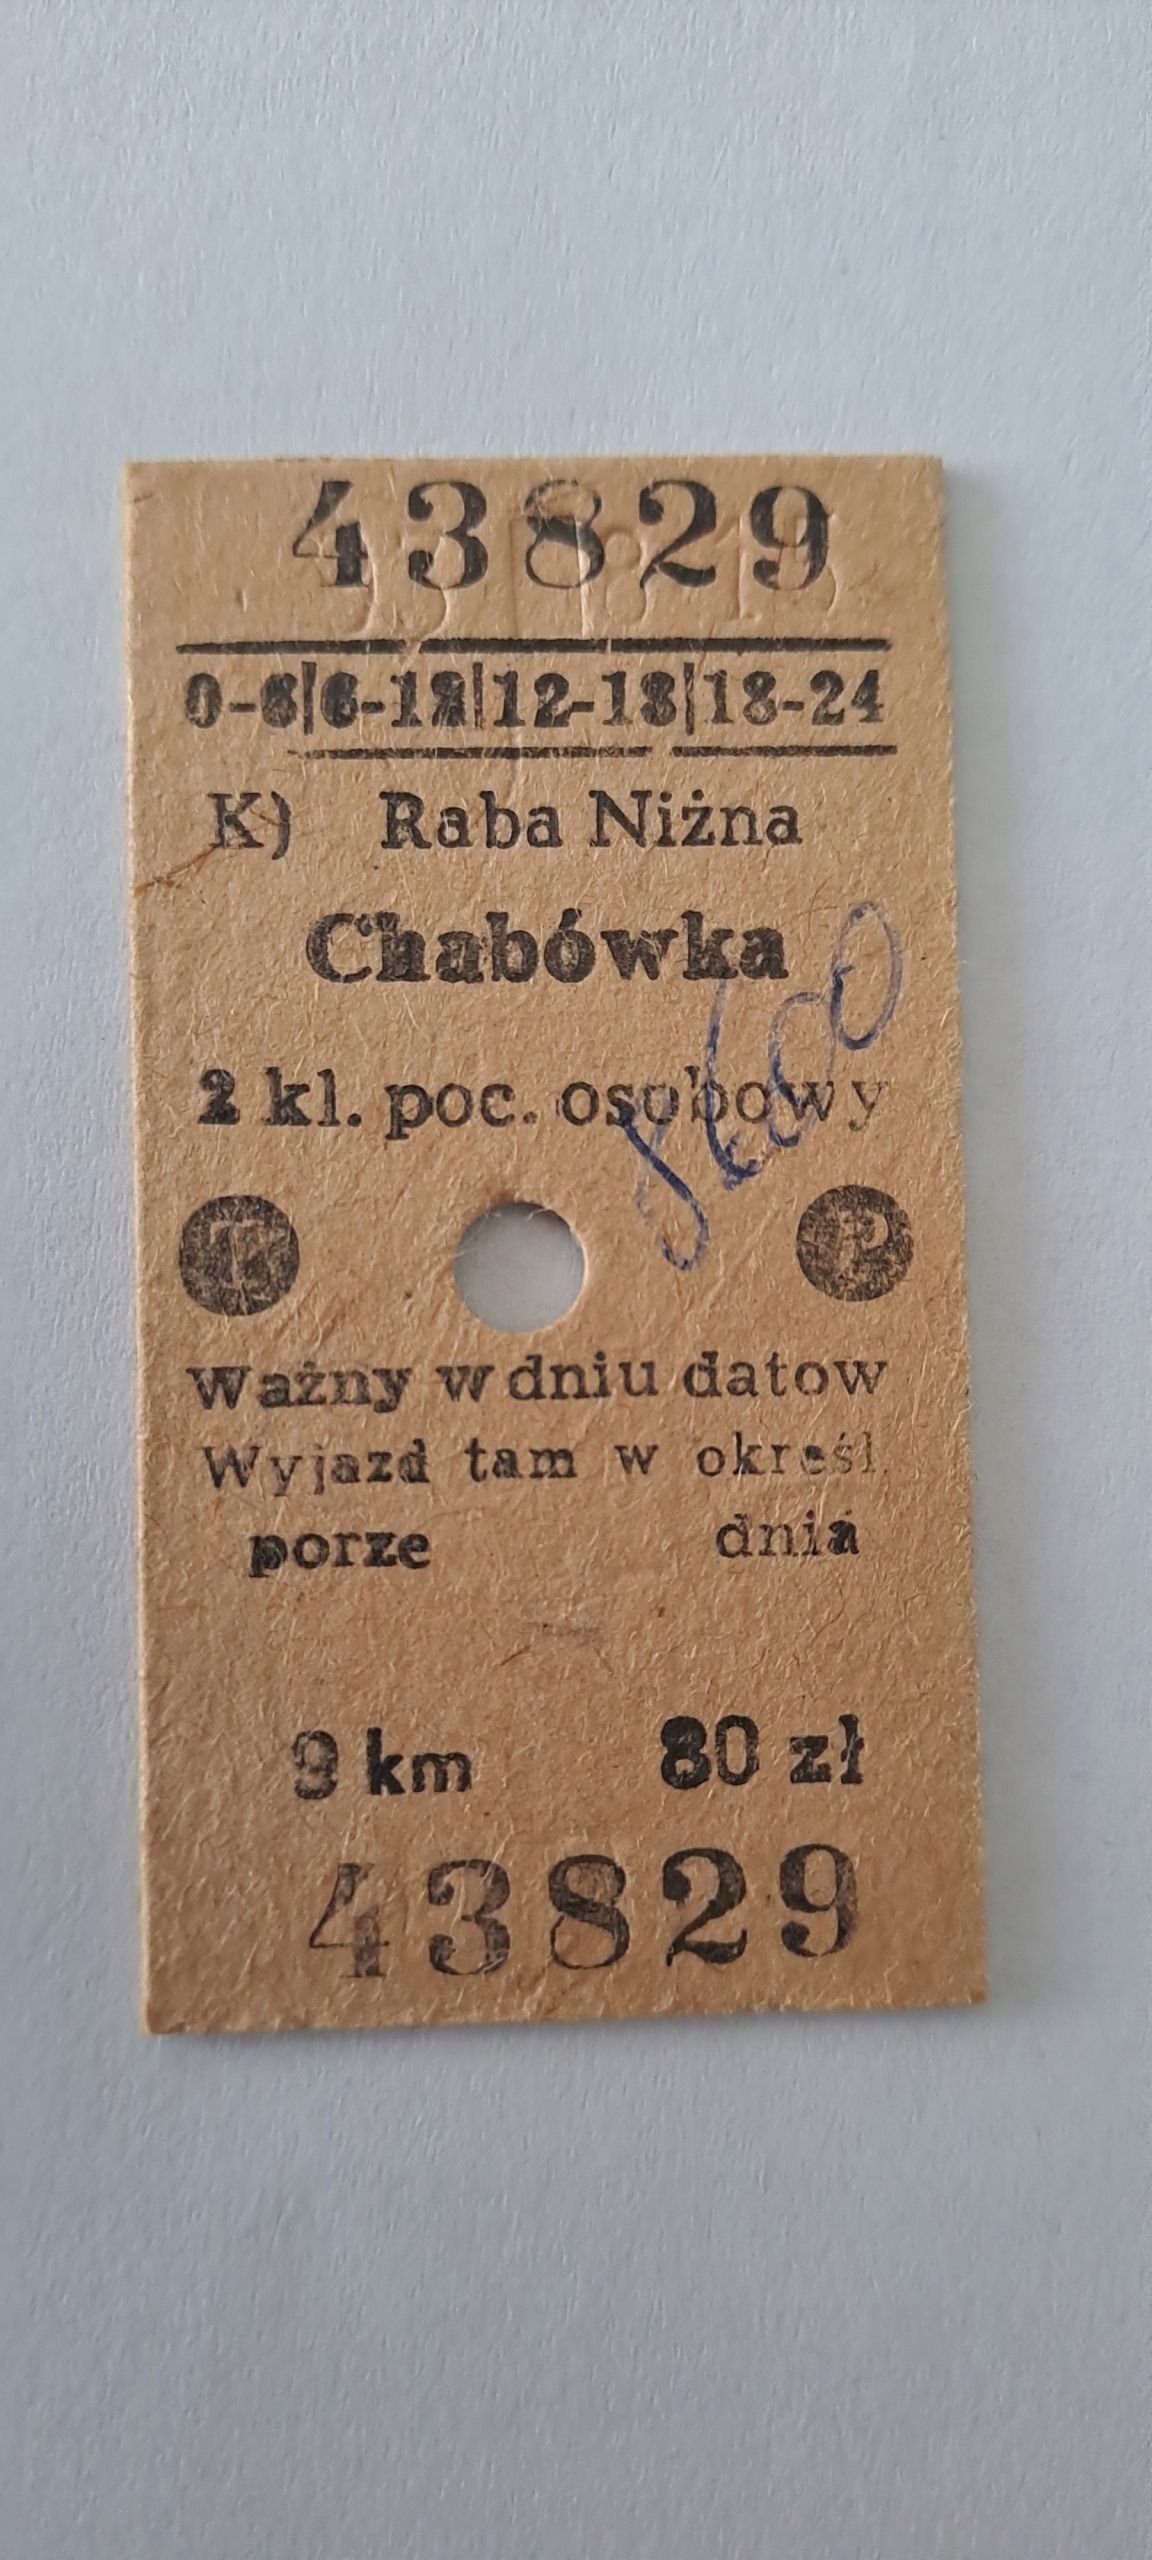 43829
0-6|6-12|12-18|18-24
K) Raba Niżna
Chabówka
2 kl. poc. osobowy
T P
Ważny w dniu datow
Wyjazd tam w określ.
porze dnia
9 km 80 zł
43829